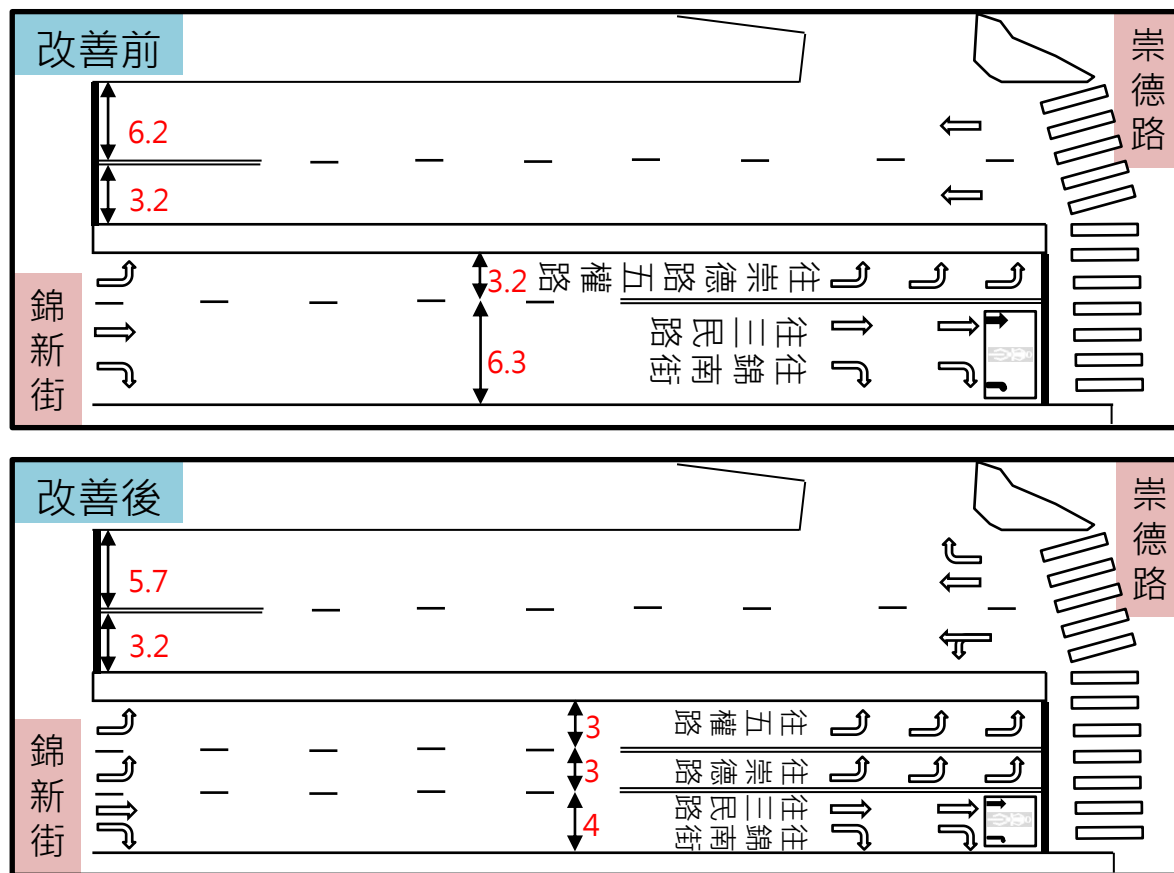 改善前
崇德路
6.2
3.2
錦新街
3.2
往崇德路五權路
6.3
往三民路
往錦南街
改善後
崇德路
5.7
3.2
錦新街
3
往五權路
3
往崇德路
4
往三民路
往錦南街